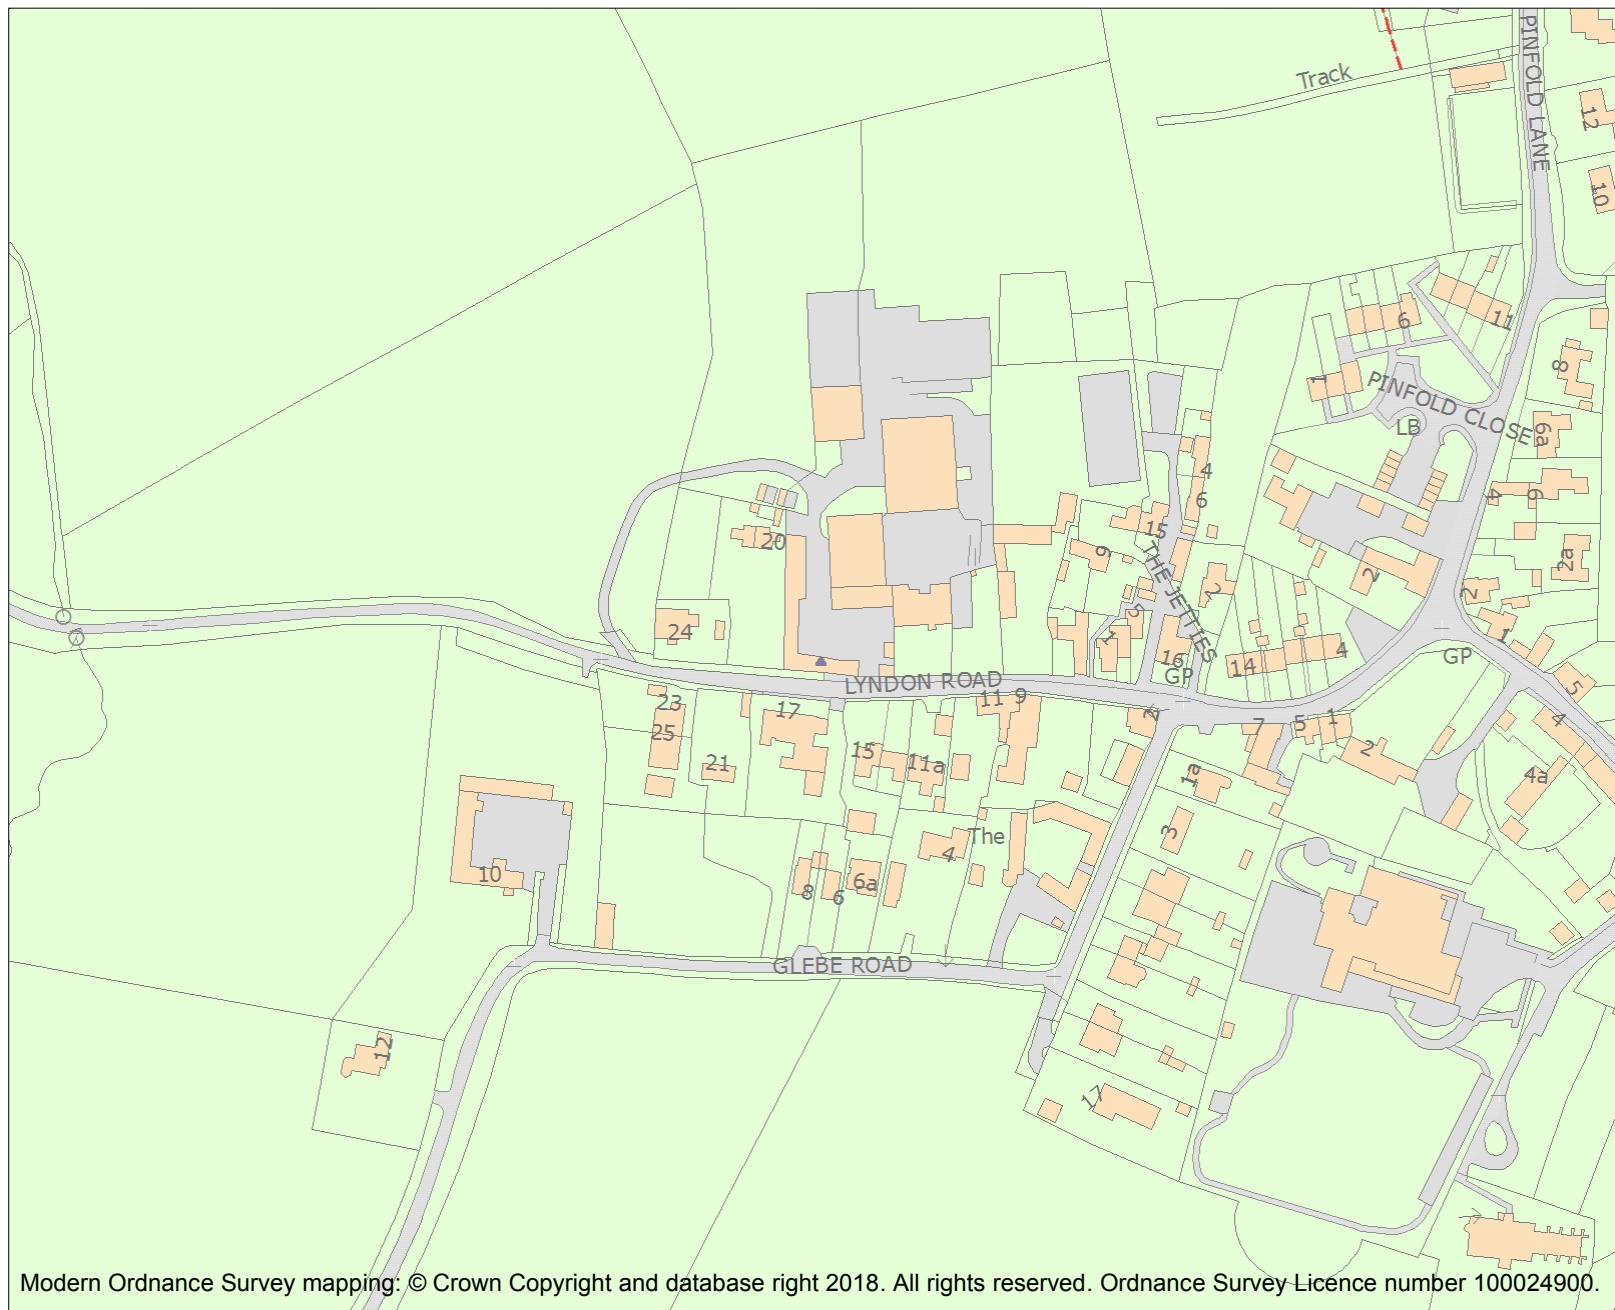 Track
PINFOLD LANE
12
10
6
11
8
1
PINFOLD CLOSE
LB
6a
4
6
4
6
2a
15
9
20
THE JETTIES
2
2
2
5
1
1
24
16
14
4
GP
GP
LYNDON ROAD
11
9
5
23
17
2
7
5
1
4
25
15
11a
2
21
1a
4a
3
The
4
10
6a
8
6
GLEBE ROAD
12
17
Modern Ordnance Survey mapping: © Crown Copyright and database right 2018. All rights reserved. Ordnance Survey Licence number 100024900.